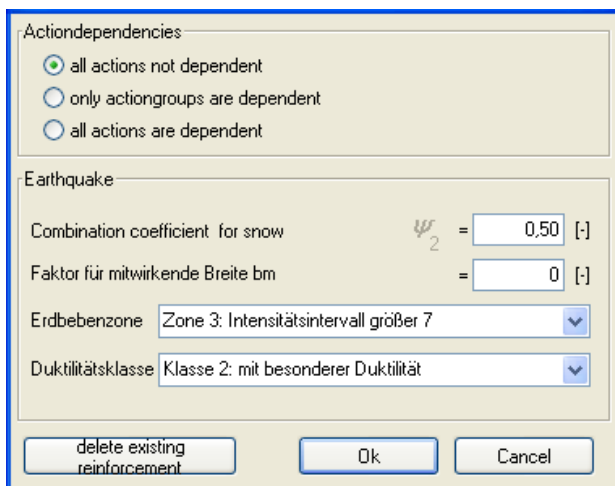 Actiondependencies
all actions not dependent
only actiongroups are dependent
all actions are dependent
Earthquake
Combination coefficient for snow ψ2 = 0,50 [-]
Faktor für mitwirkende Breite bm = 0 [-]
Erdbebenzone Zone 3: Intensitätsintervall größer 7
Duktilitätsklasse Klasse 2: mit besonderer Duktilität
delete existing
reinforcement
Ok
Cancel